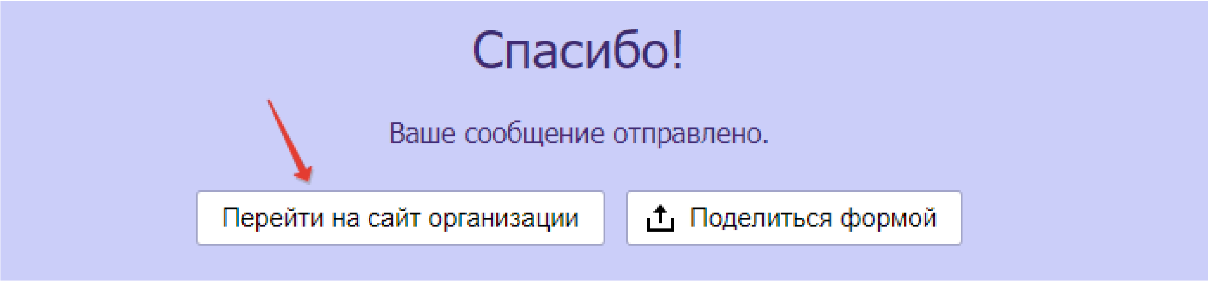 Спасибо!
Ваше сообщение отправлено.
Перейти на сайт организации
Поделиться формой